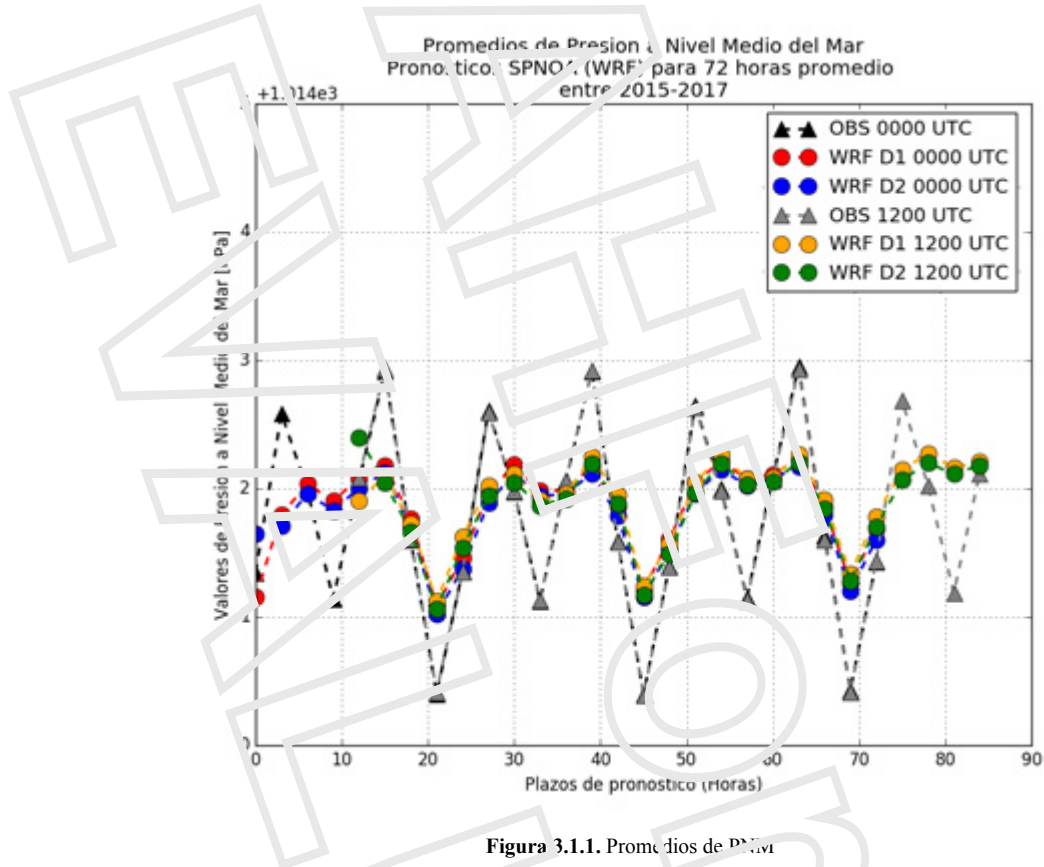 Promedios de Presion a Nivel Medio del Mar
Pronosticos SPNOA (WRF) para 72 horas promedio
entre 2015-2017
+1.014e3
OBS 0000 UTC
WRF D1 0000 UTC
WRF D2 0000 UTC
OBS 1200 UTC
WRF D1 1200 UTC
WRF D2 1200 UTC
Valores de Presion a Nivel Medio del Mar [hPa]
4
3
2
1
0
0 10 20 30 40 50 60 70 80 90
Plazos de pronostico (Horas)
Figura 3.1.1. Promedios de PNM